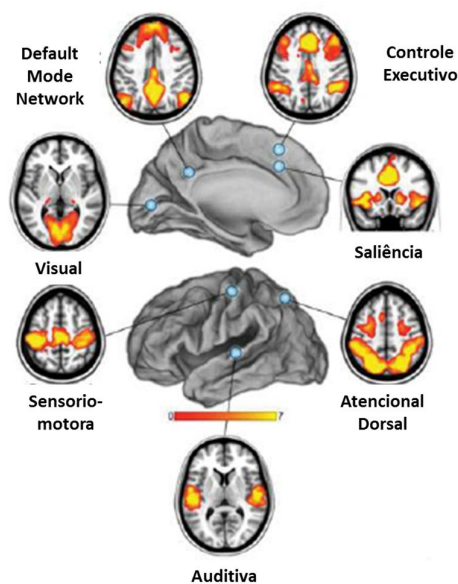 Default
Mode
Network
Controle
Executivo
Visual
Saliência
Sensorio-
motora
Atencional
Dorsal
0 7
Auditiva